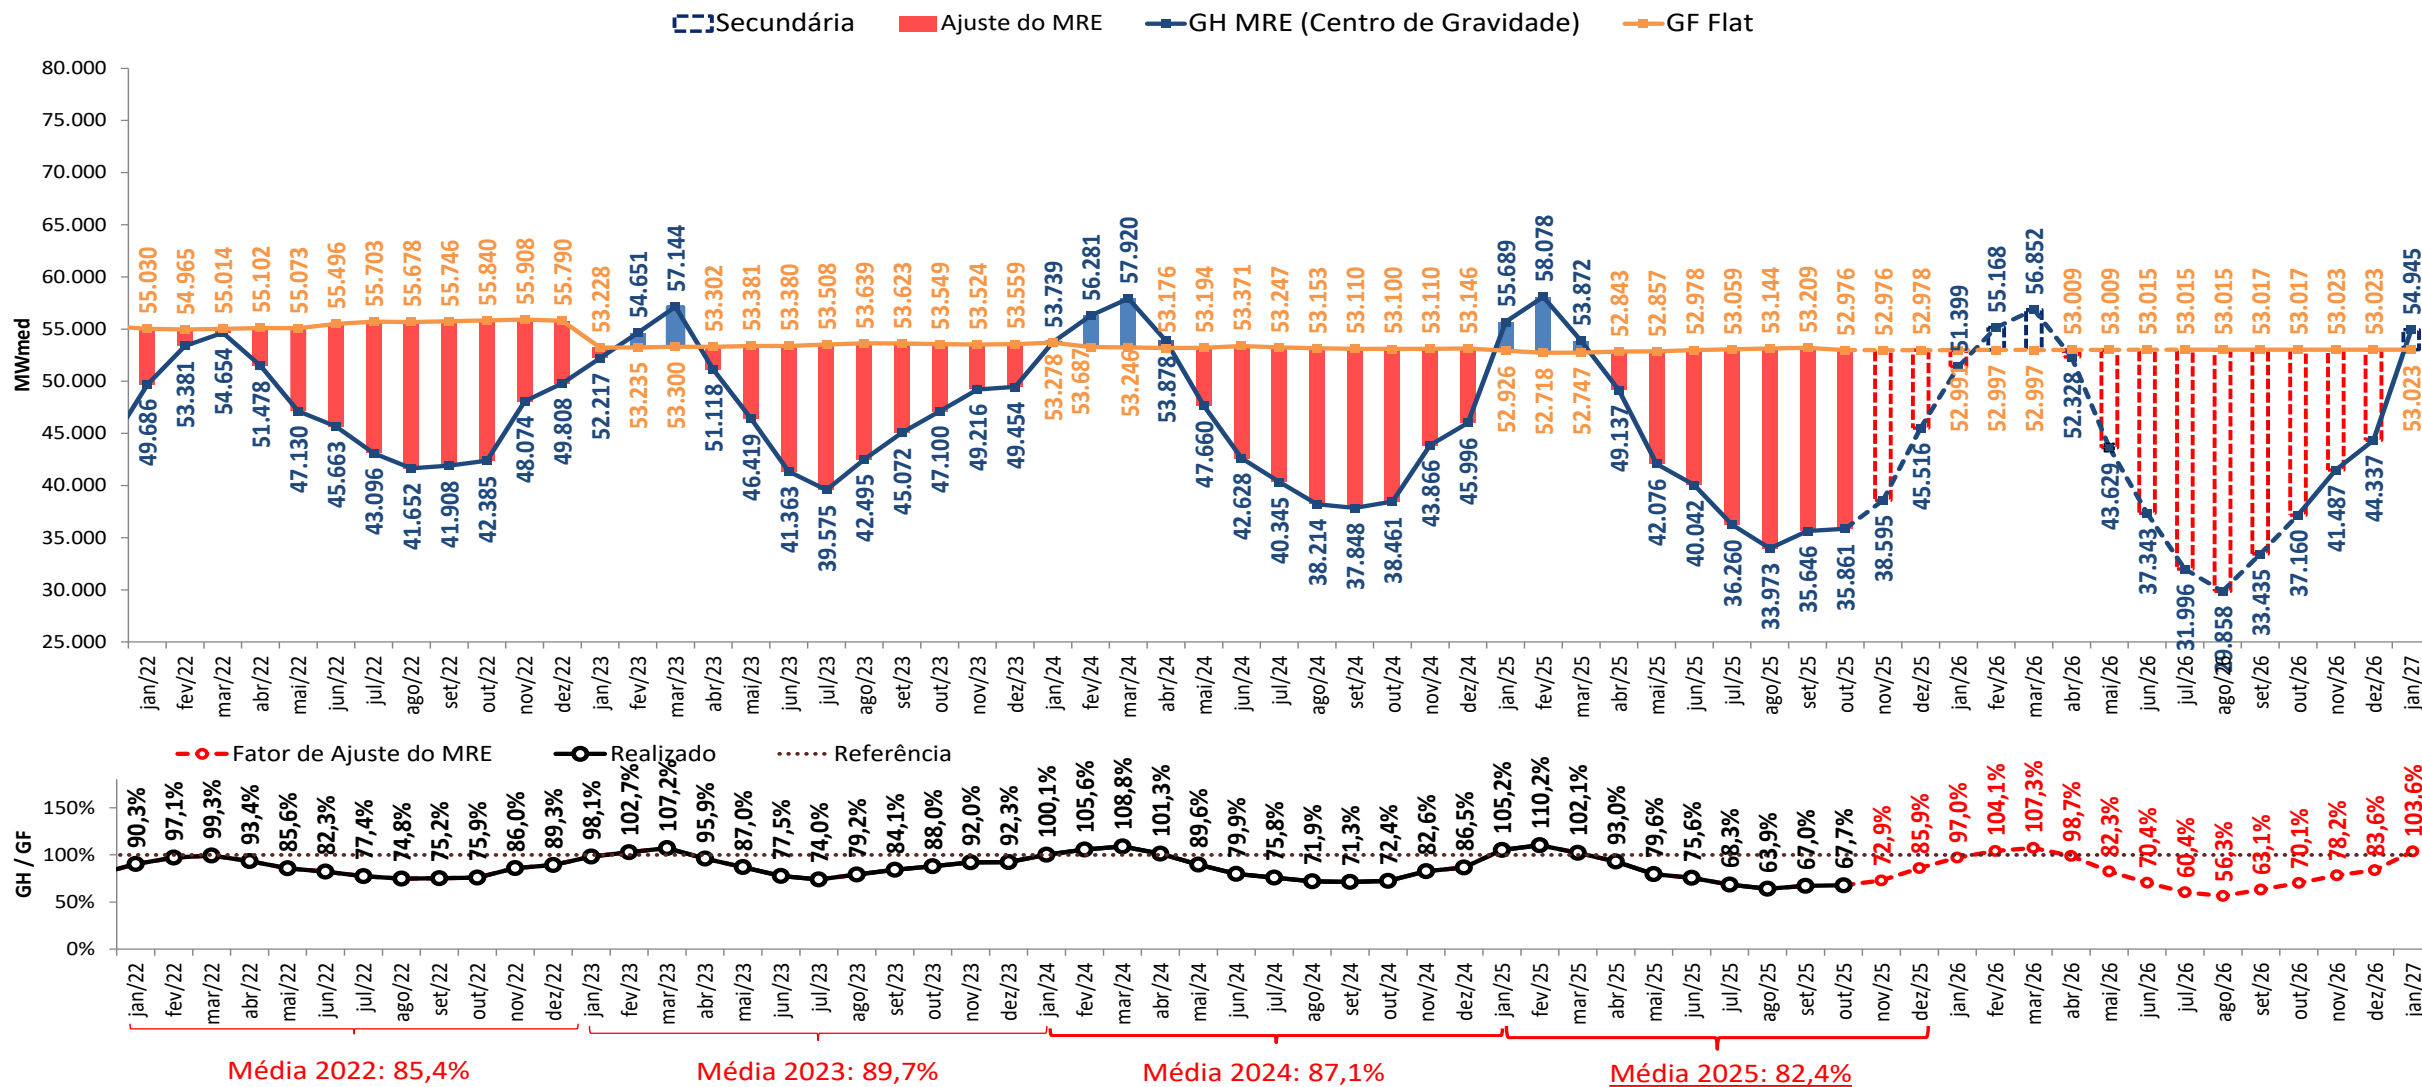 Secundária Ajuste do MRE GH MRE (Centro de Gravidade) GF Flat
MWmed
80.000
75.000
70.000
65.000
60.000
55.000
50.000
45.000
40.000
35.000
30.000
25.000
55.030 54.965 55.014 55.102 55.073 55.496 55.703 55.678 55.746 55.840 55.908 55.790 53.228 54.651 57.144 53.302 53.381 53.380 53.508 53.639 53.623 53.549 53.524 53.559 53.739 56.281 57.920 53.176 53.194 53.371 53.247 53.153 53.110 53.100 53.110 53.146 55.689 58.078 53.872 52.843 52.857 52.978 53.059 53.144 53.209 52.976 52.976 52.978 51.399 55.168 56.852 53.009 53.009 53.015 53.015 53.015 53.017 53.017 53.023 53.023 54.945
49.686 53.381 54.654 51.478 47.130 45.663 43.096 41.652 41.908 42.385 48.074 49.808 52.217 53.235 53.300 51.118 46.419 41.363 39.575 42.495 45.072 47.100 49.216 49.454 53.278 53.687 53.246 53.878 47.660 42.628 40.345 38.214 37.848 38.461 43.866 45.996 52.926 52.718 52.747 49.137 42.076 40.042 36.260 33.973 35.646 35.861 38.595 45.516 52.991 52.997 52.997 52.328 43.629 37.343 31.996 29.858 33.435 37.160 41.487 44.337 53.023
jan/22 fev/22 mar/22 abr/22 mai/22 jun/22 jul/22 ago/22 set/22 out/22 nov/22 dez/22 jan/23 fev/23 mar/23 abr/23 mai/23 jun/23 jul/23 ago/23 set/23 out/23 nov/23 dez/23 jan/24 fev/24 mar/24 abr/24 mai/24 jun/24 jul/24 ago/24 set/24 out/24 nov/24 dez/24 jan/25 fev/25 mar/25 abr/25 mai/25 jun/25 jul/25 ago/25 set/25 out/25 nov/25 dez/25 jan/26 fev/26 mar/26 abr/26 mai/26 jun/26 jul/26 ago/26 set/26 out/26 nov/26 dez/26 jan/27
Fator de Ajuste do MRE Realizado Referência
GH / GF
150%
100%
50%
0%
90,3% 97,1% 99,3% 93,4% 85,6% 82,3% 77,4% 74,8% 75,2% 75,9% 86,0% 89,3% 98,1% 102,7% 107,2% 95,9% 87,0% 77,5% 74,0% 79,2% 84,1% 88,0% 92,0% 92,3% 100,1% 105,6% 108,8% 101,3% 89,6% 79,9% 75,8% 71,9% 71,3% 72,4% 82,6% 86,5% 105,2% 110,2% 102,1% 93,0% 79,6% 75,6% 68,3% 63,9% 67,0% 67,7% 72,9% 85,9% 97,0% 104,1% 107,3% 98,7% 82,3% 70,4% 60,4% 56,3% 63,1% 70,1% 78,2% 83,6% 103,6%
jan/22 fev/22 mar/22 abr/22 mai/22 jun/22 jul/22 ago/22 set/22 out/22 nov/22 dez/22 jan/23 fev/23 mar/23 abr/23 mai/23 jun/23 jul/23 ago/23 set/23 out/23 nov/23 dez/23 jan/24 fev/24 mar/24 abr/24 mai/24 jun/24 jul/24 ago/24 set/24 out/24 nov/24 dez/24 jan/25 fev/25 mar/25 abr/25 mai/25 jun/25 jul/25 ago/25 set/25 out/25 nov/25 dez/25 jan/26 fev/26 mar/26 abr/26 mai/26 jun/26 jul/26 ago/26 set/26 out/26 nov/26 dez/26 jan/27
Média 2022: 85,4% Média 2023: 89,7% Média 2024: 87,1% Média 2025: 82,4%